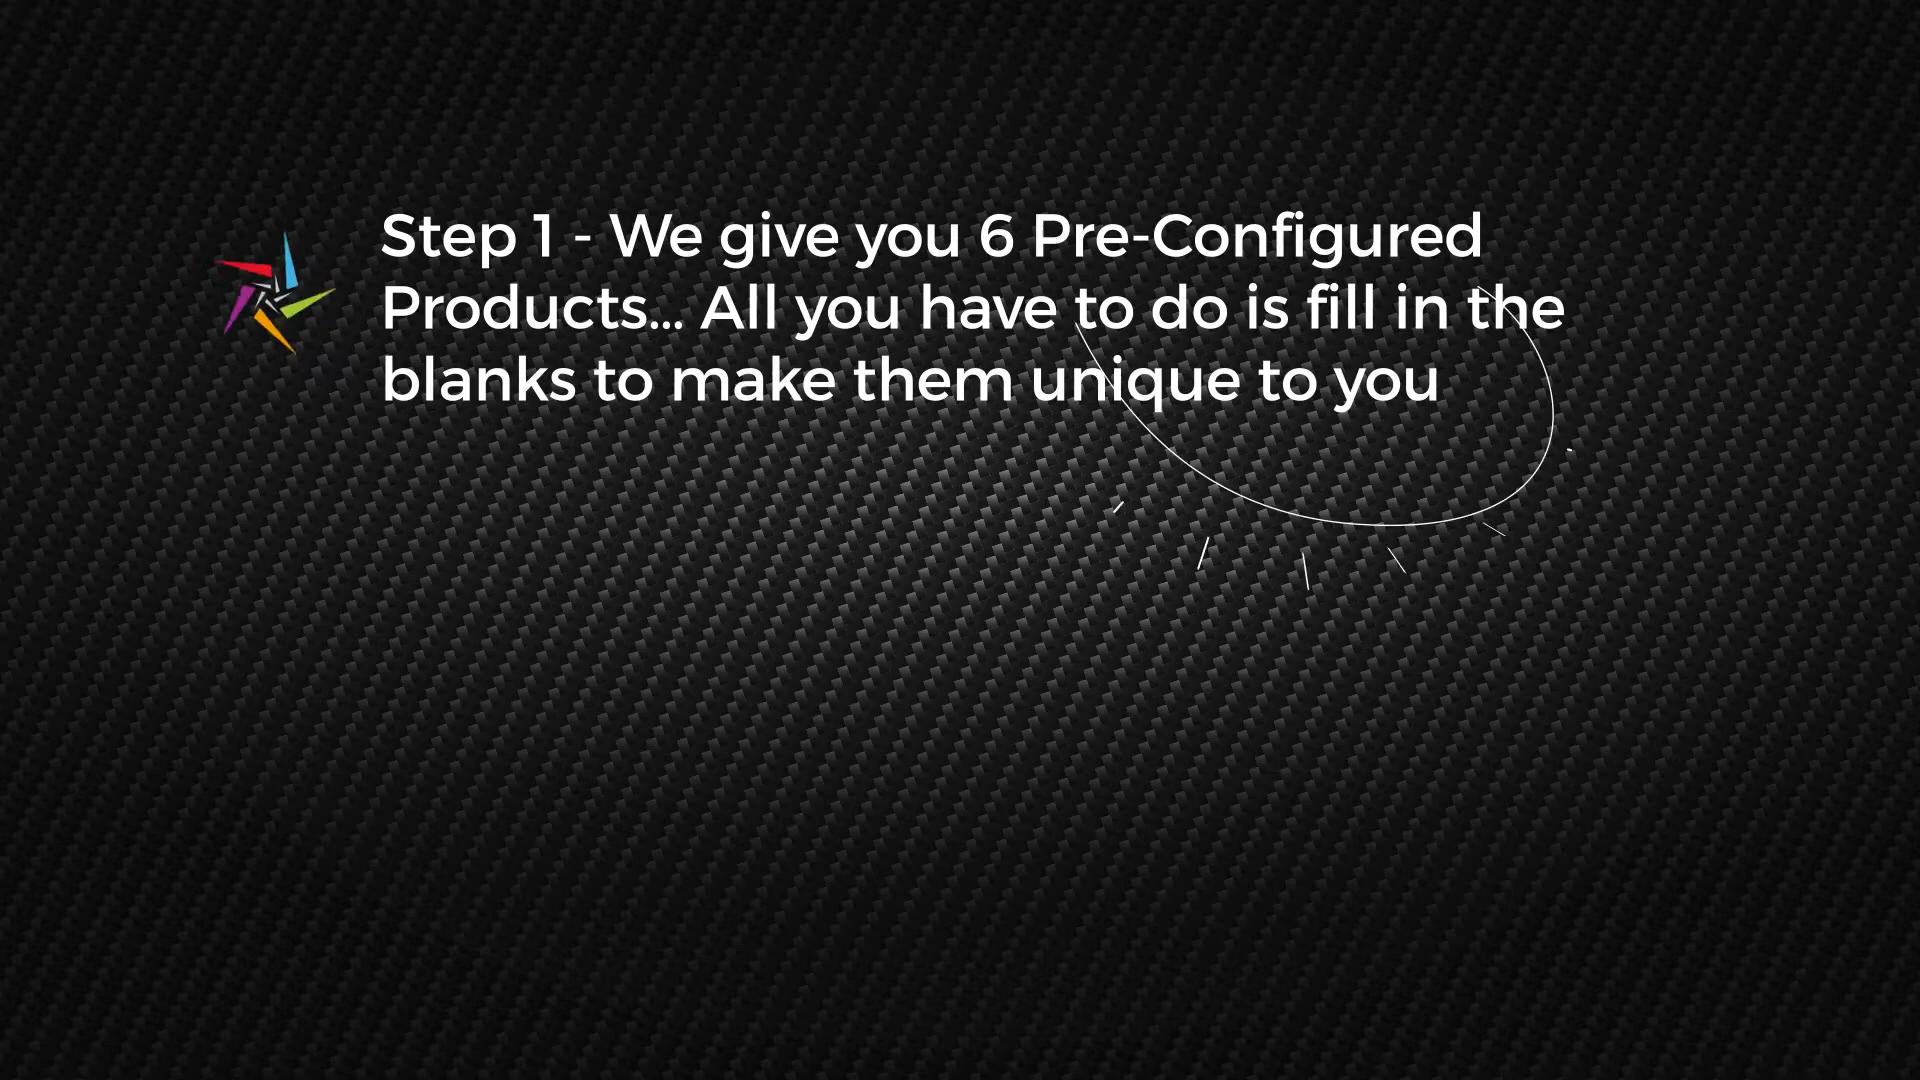 Step 1 - We give you 6 Pre-Configured
Products... All you have to do is fill in the
blanks to make them unique to you